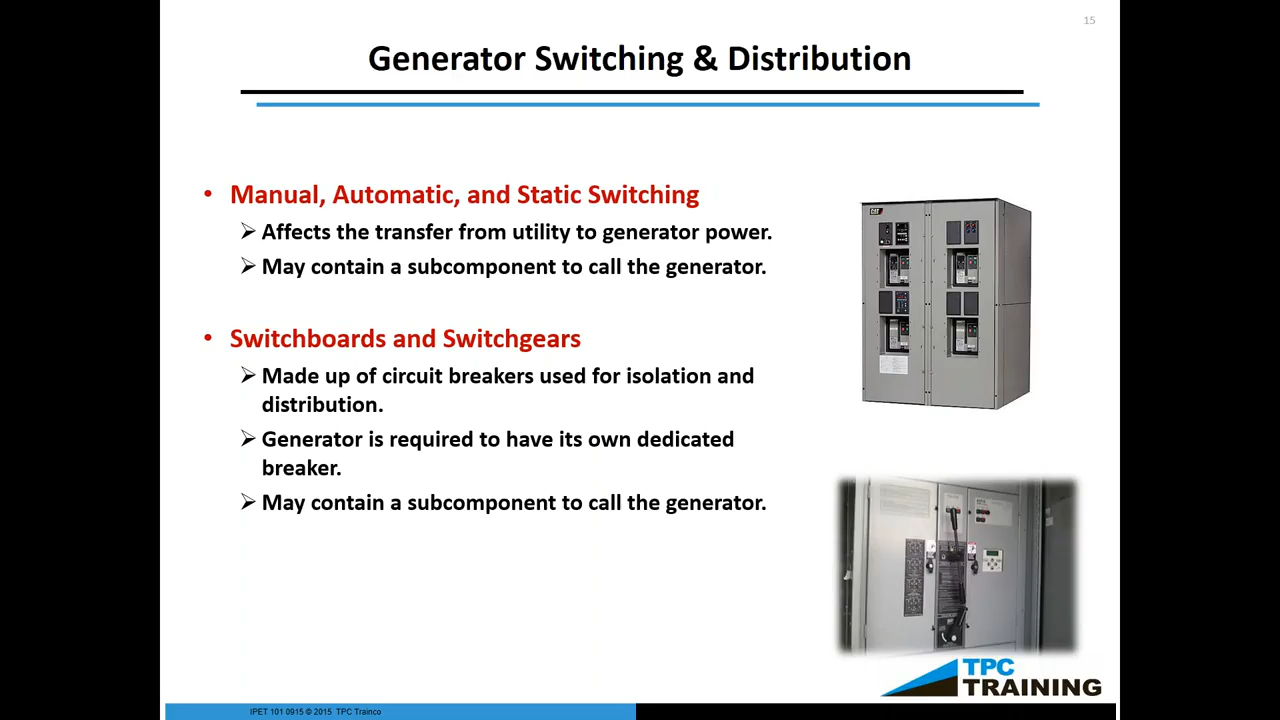 15
Generator Switching & Distribution
• Manual, Automatic, and Static Switching
➢ Affects the transfer from utility to generator power.
➢ May contain a subcomponent to call the generator.
• Switchboards and Switchgears
➢ Made up of circuit breakers used for isolation and
distribution.
➢ Generator is required to have its own dedicated
breaker.
➢ May contain a subcomponent to call the generator.
CAT
TPC
TRAINING
IPET 101 0915 © 2015 TPC Trainco